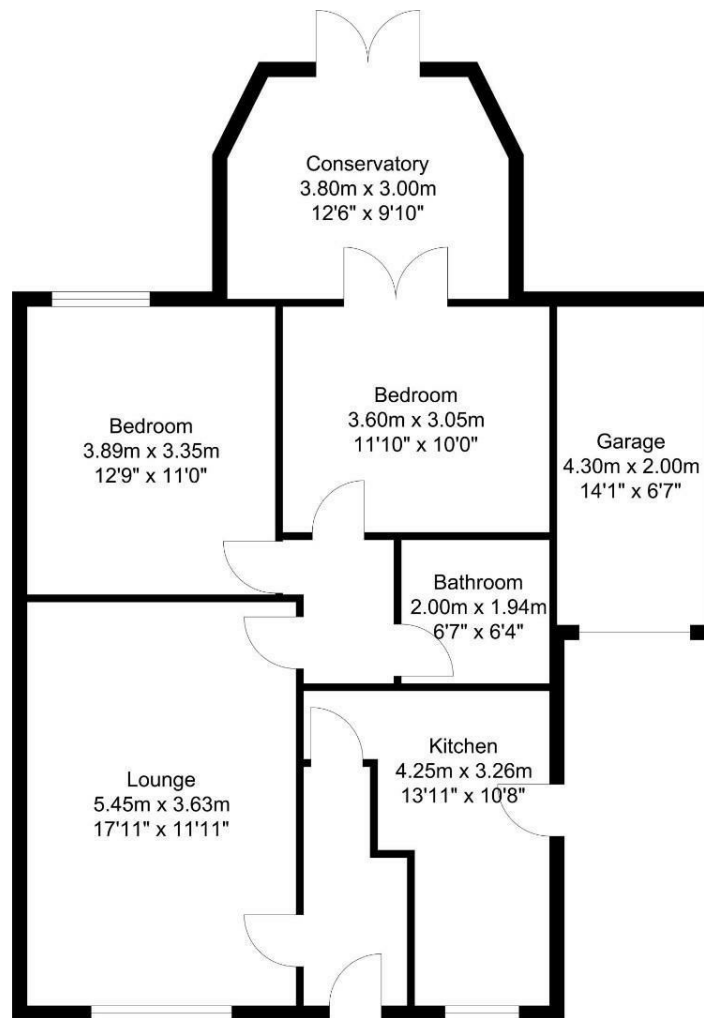 Conservatory
3.80m x 3.00m
12'6" x 9'10"
Bedroom
3.89m x 3.35m
12'9" x 11'0"
Bedroom
3.60m x 3.05m
11'10" x 10'0"
Garage
4.30m x 2.00m
14'1" x 6'7"
Bathroom
2.00m x 1.94m
6'7" x 6'4"
Lounge
5.45m x 3.63m
17'11" x 11'11"
Kitchen
4.25m x 3.26m
13'11" x 10'8"